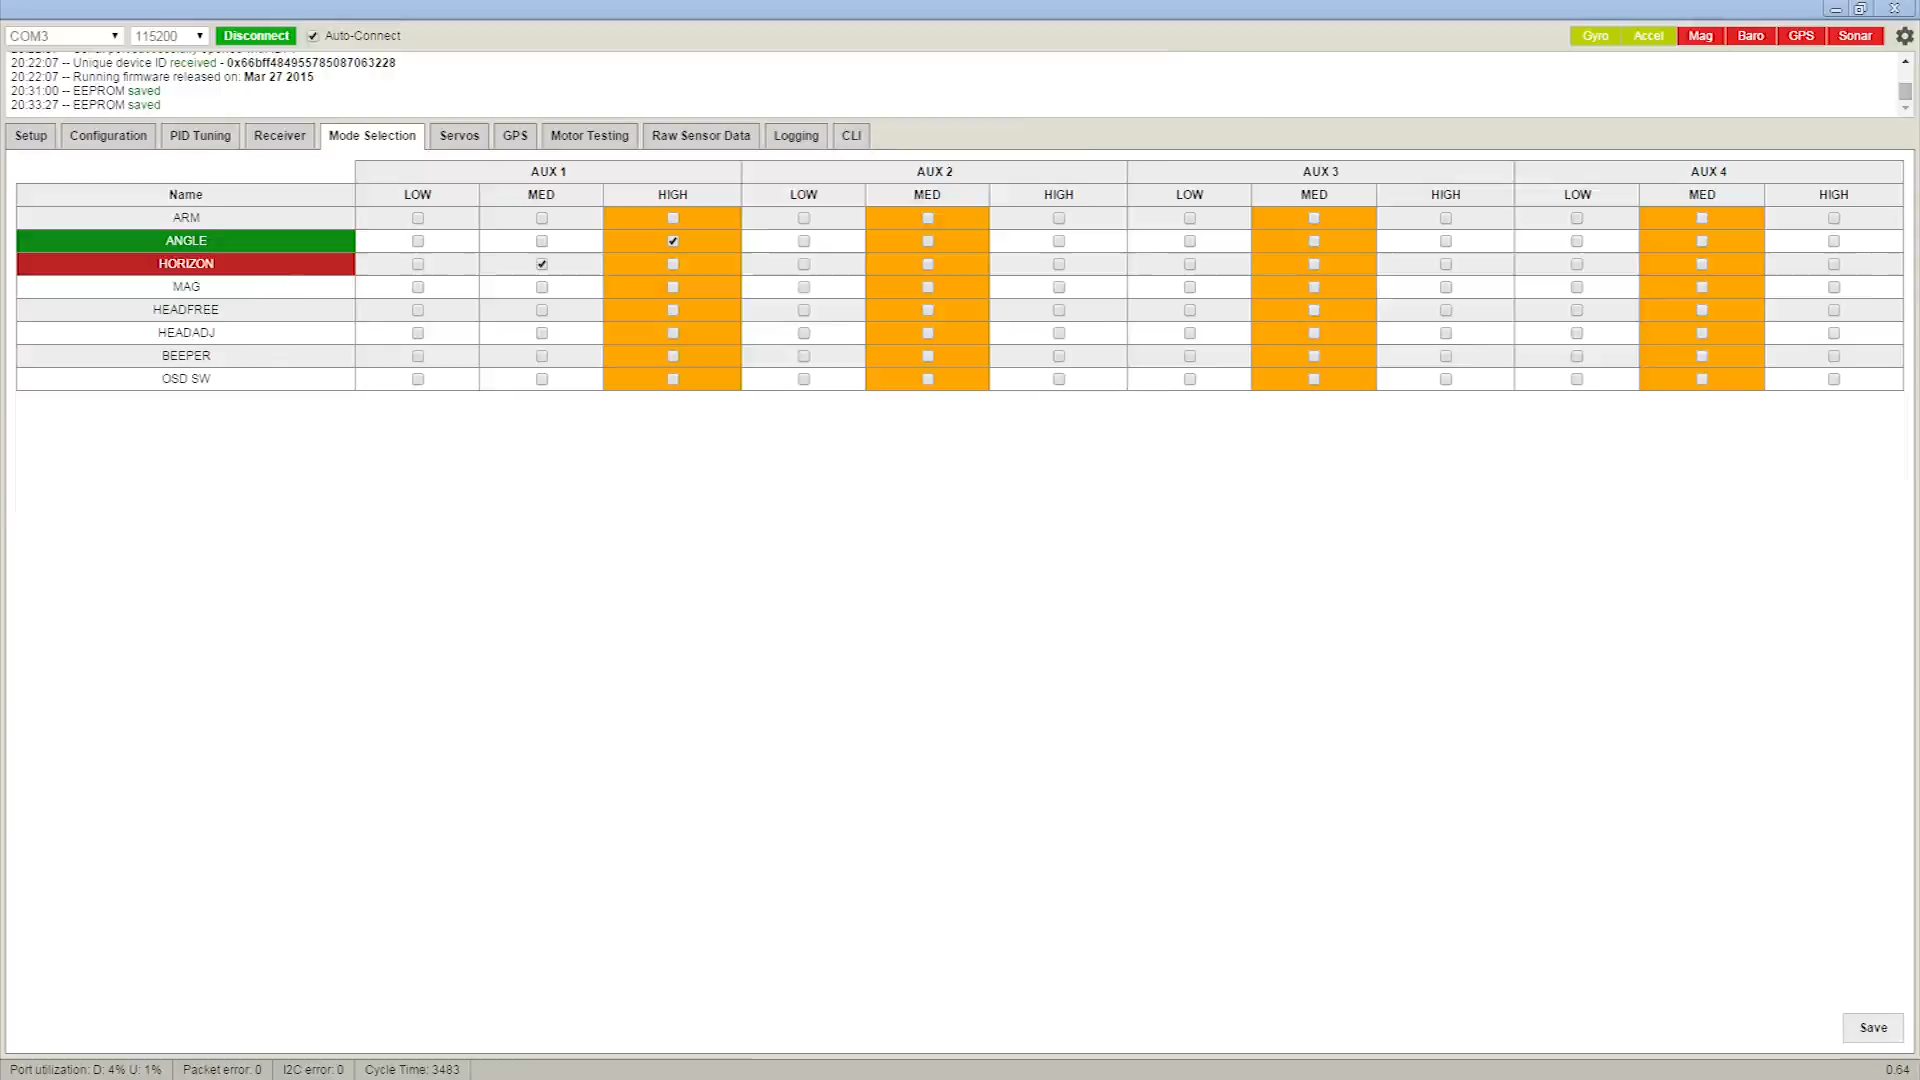 COM3 115200 Disconnect Auto-Connect Gyro Accel Mag Baro GPS Sonar
20:22:07 -- Unique device ID received - 0x66bff484955785087063228
20:22:07 -- Running firmware released on: Mar 27 2015
20:31:00 -- EEPROM saved
20:33:27 -- EEPROM saved
Setup Configuration PID Tuning Receiver Mode Selection Servos GPS Motor Testing Raw Sensor Data Logging CLI
AUX 1 AUX 2 AUX 3 AUX 4
Name LOW MED HIGH LOW MED HIGH LOW MED HIGH LOW MED HIGH
ARM
ANGLE
HORIZON
MAG
HEADFREE
HEADADJ
BEEPER
OSD SW
Save
Port utilization: D: 4% U: 1% Packet error: 0 I2C error: 0 Cycle Time: 3483 0.64